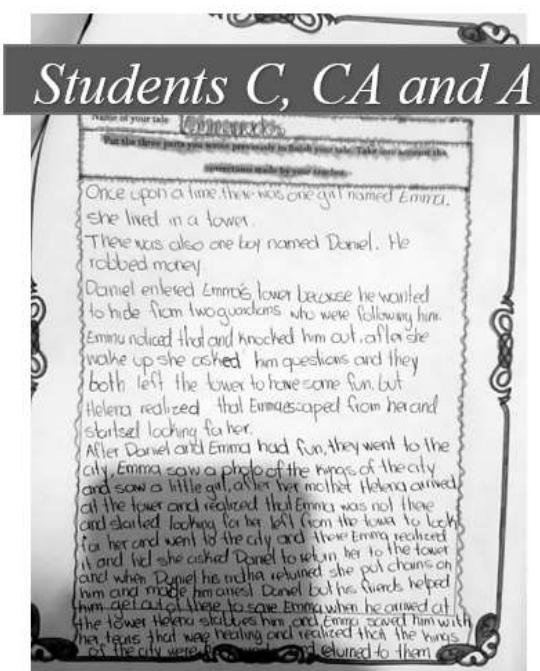 Students C, CA and A
Name of your tale
Put the three parts you wrote previously to finish your tale. Take into account the
corrections made by your teacher.
Once upon a time, there was one girl named Emma,
she lived in a tower.
There was also one boy named Daniel. He
robbed money.
Daniel entered Emma's tower because he wanted
to hide from two guardians who were following him.
Emma noticed that and knocked him out, after she
wake up she asked him questions and they
both left the tower to have some fun, but
Helena realized that Emma escaped from her and
startsed looking for her.
After Daniel and Emma had fun, they went to the
city, Emma saw a photo of the kings of the city
and saw a little girl, after her mother Helena arrived
at the tower and realized that Emma was not there
and started looking for her left from the tower to look
for her and went to the city and there Emma realized
it and hid she asked Daniel to return her to the tower
and when Daniel his mother returned she put chains on
him and made him arrest Daniel but his friends helped
him get out of there to save Emma when he arrived at
the tower Helena stabbes him, and Emma saved him with
her tears that were healing and realized that the kings
of the city were and returned to them